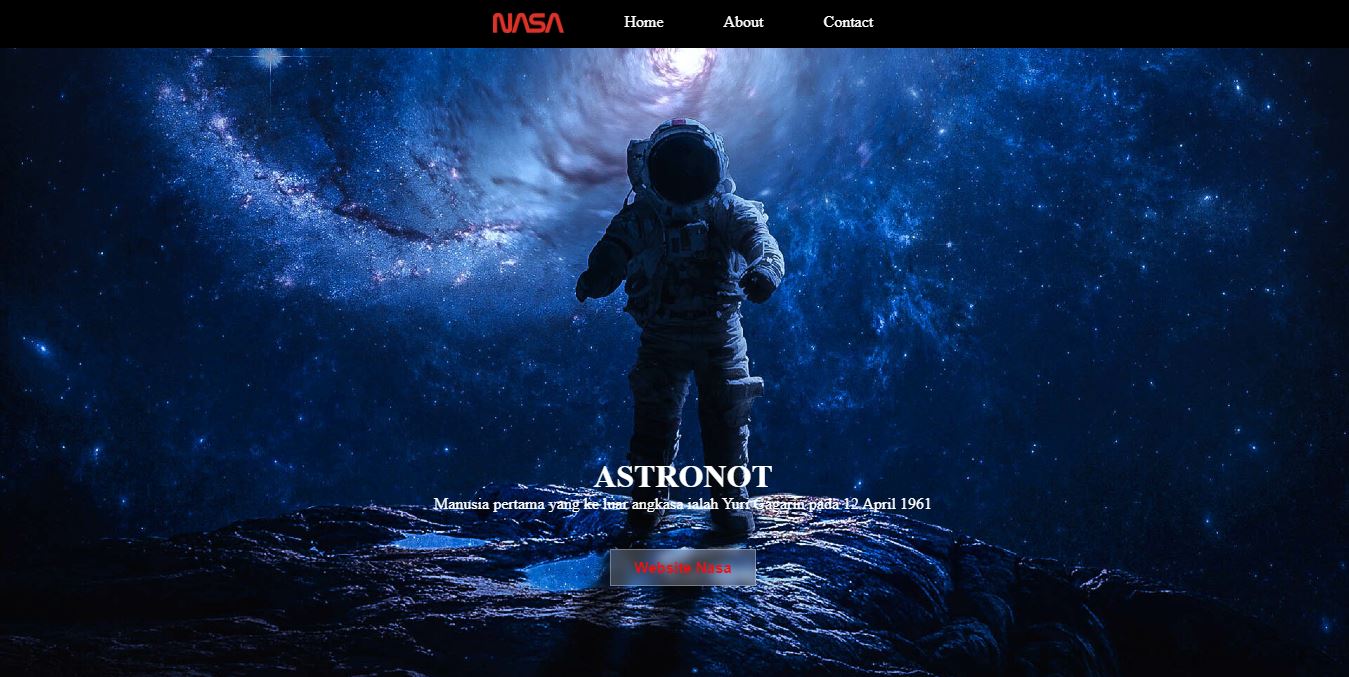 NASA
Home
About
Contact
ASTRONOT
Manusia pertama yang ke luar angkasa ialah Yuri Gagarin pada 12 April 1961
Website Nasa